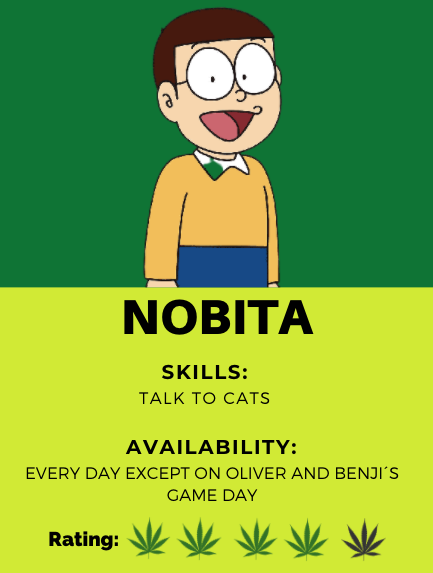 NOBITA
SKILLS:
TALK TO CATS
AVAILABILITY:
EVERY DAY EXCEPT ON OLIVER AND BENJI´S
GAME DAY
Rating: